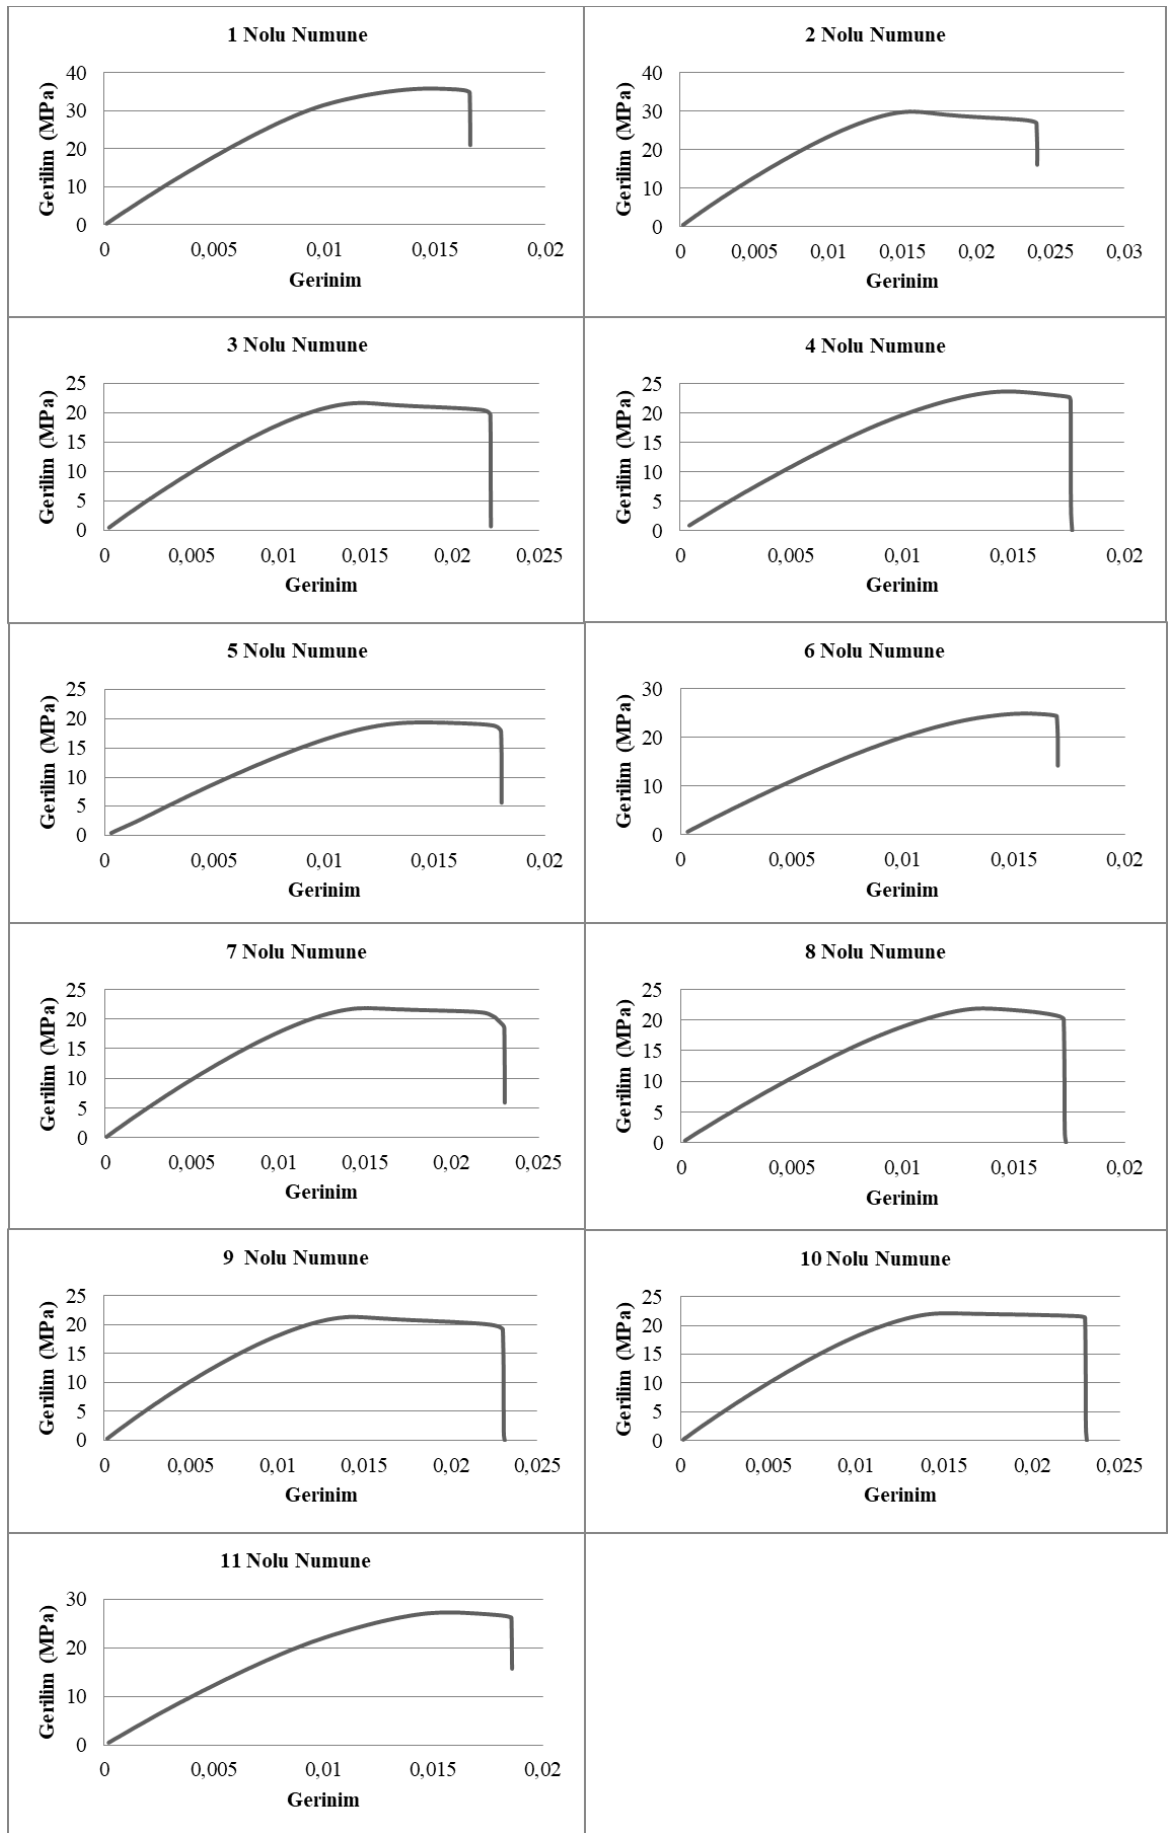 1 Nolu Numune
Gerilim (MPa)
40
30
20
10
0
0 0,005 0,01 0,015 0,02
Gerinim
2 Nolu Numune
Gerilim (MPa)
40
30
20
10
0
0 0,005 0,01 0,015 0,02 0,025 0,03
Gerinim
3 Nolu Numune
Gerilim (MPa)
25
20
15
10
5
0
0 0,005 0,01 0,015 0,02 0,025
Gerinim
4 Nolu Numune
Gerilim (MPa)
25
20
15
10
5
0
0 0,005 0,01 0,015 0,02
Gerinim
5 Nolu Numune
Gerilim (MPa)
25
20
15
10
5
0
0 0,005 0,01 0,015 0,02
Gerinim
6 Nolu Numune
Gerilim (MPa)
30
20
10
0
0 0,005 0,01 0,015 0,02
Gerinim
7 Nolu Numune
Gerilim (MPa)
25
20
15
10
5
0
0 0,005 0,01 0,015 0,02 0,025
Gerinim
8 Nolu Numune
Gerilim (MPa)
25
20
15
10
5
0
0 0,005 0,01 0,015 0,02
Gerinim
9 Nolu Numune
Gerilim (MPa)
25
20
15
10
5
0
0 0,005 0,01 0,015 0,02 0,025
Gerinim
10 Nolu Numune
Gerilim (MPa)
25
20
15
10
5
0
0 0,005 0,01 0,015 0,02 0,025
Gerinim
11 Nolu Numune
Gerilim (MPa)
30
20
10
0
0 0,005 0,01 0,015 0,02
Gerinim